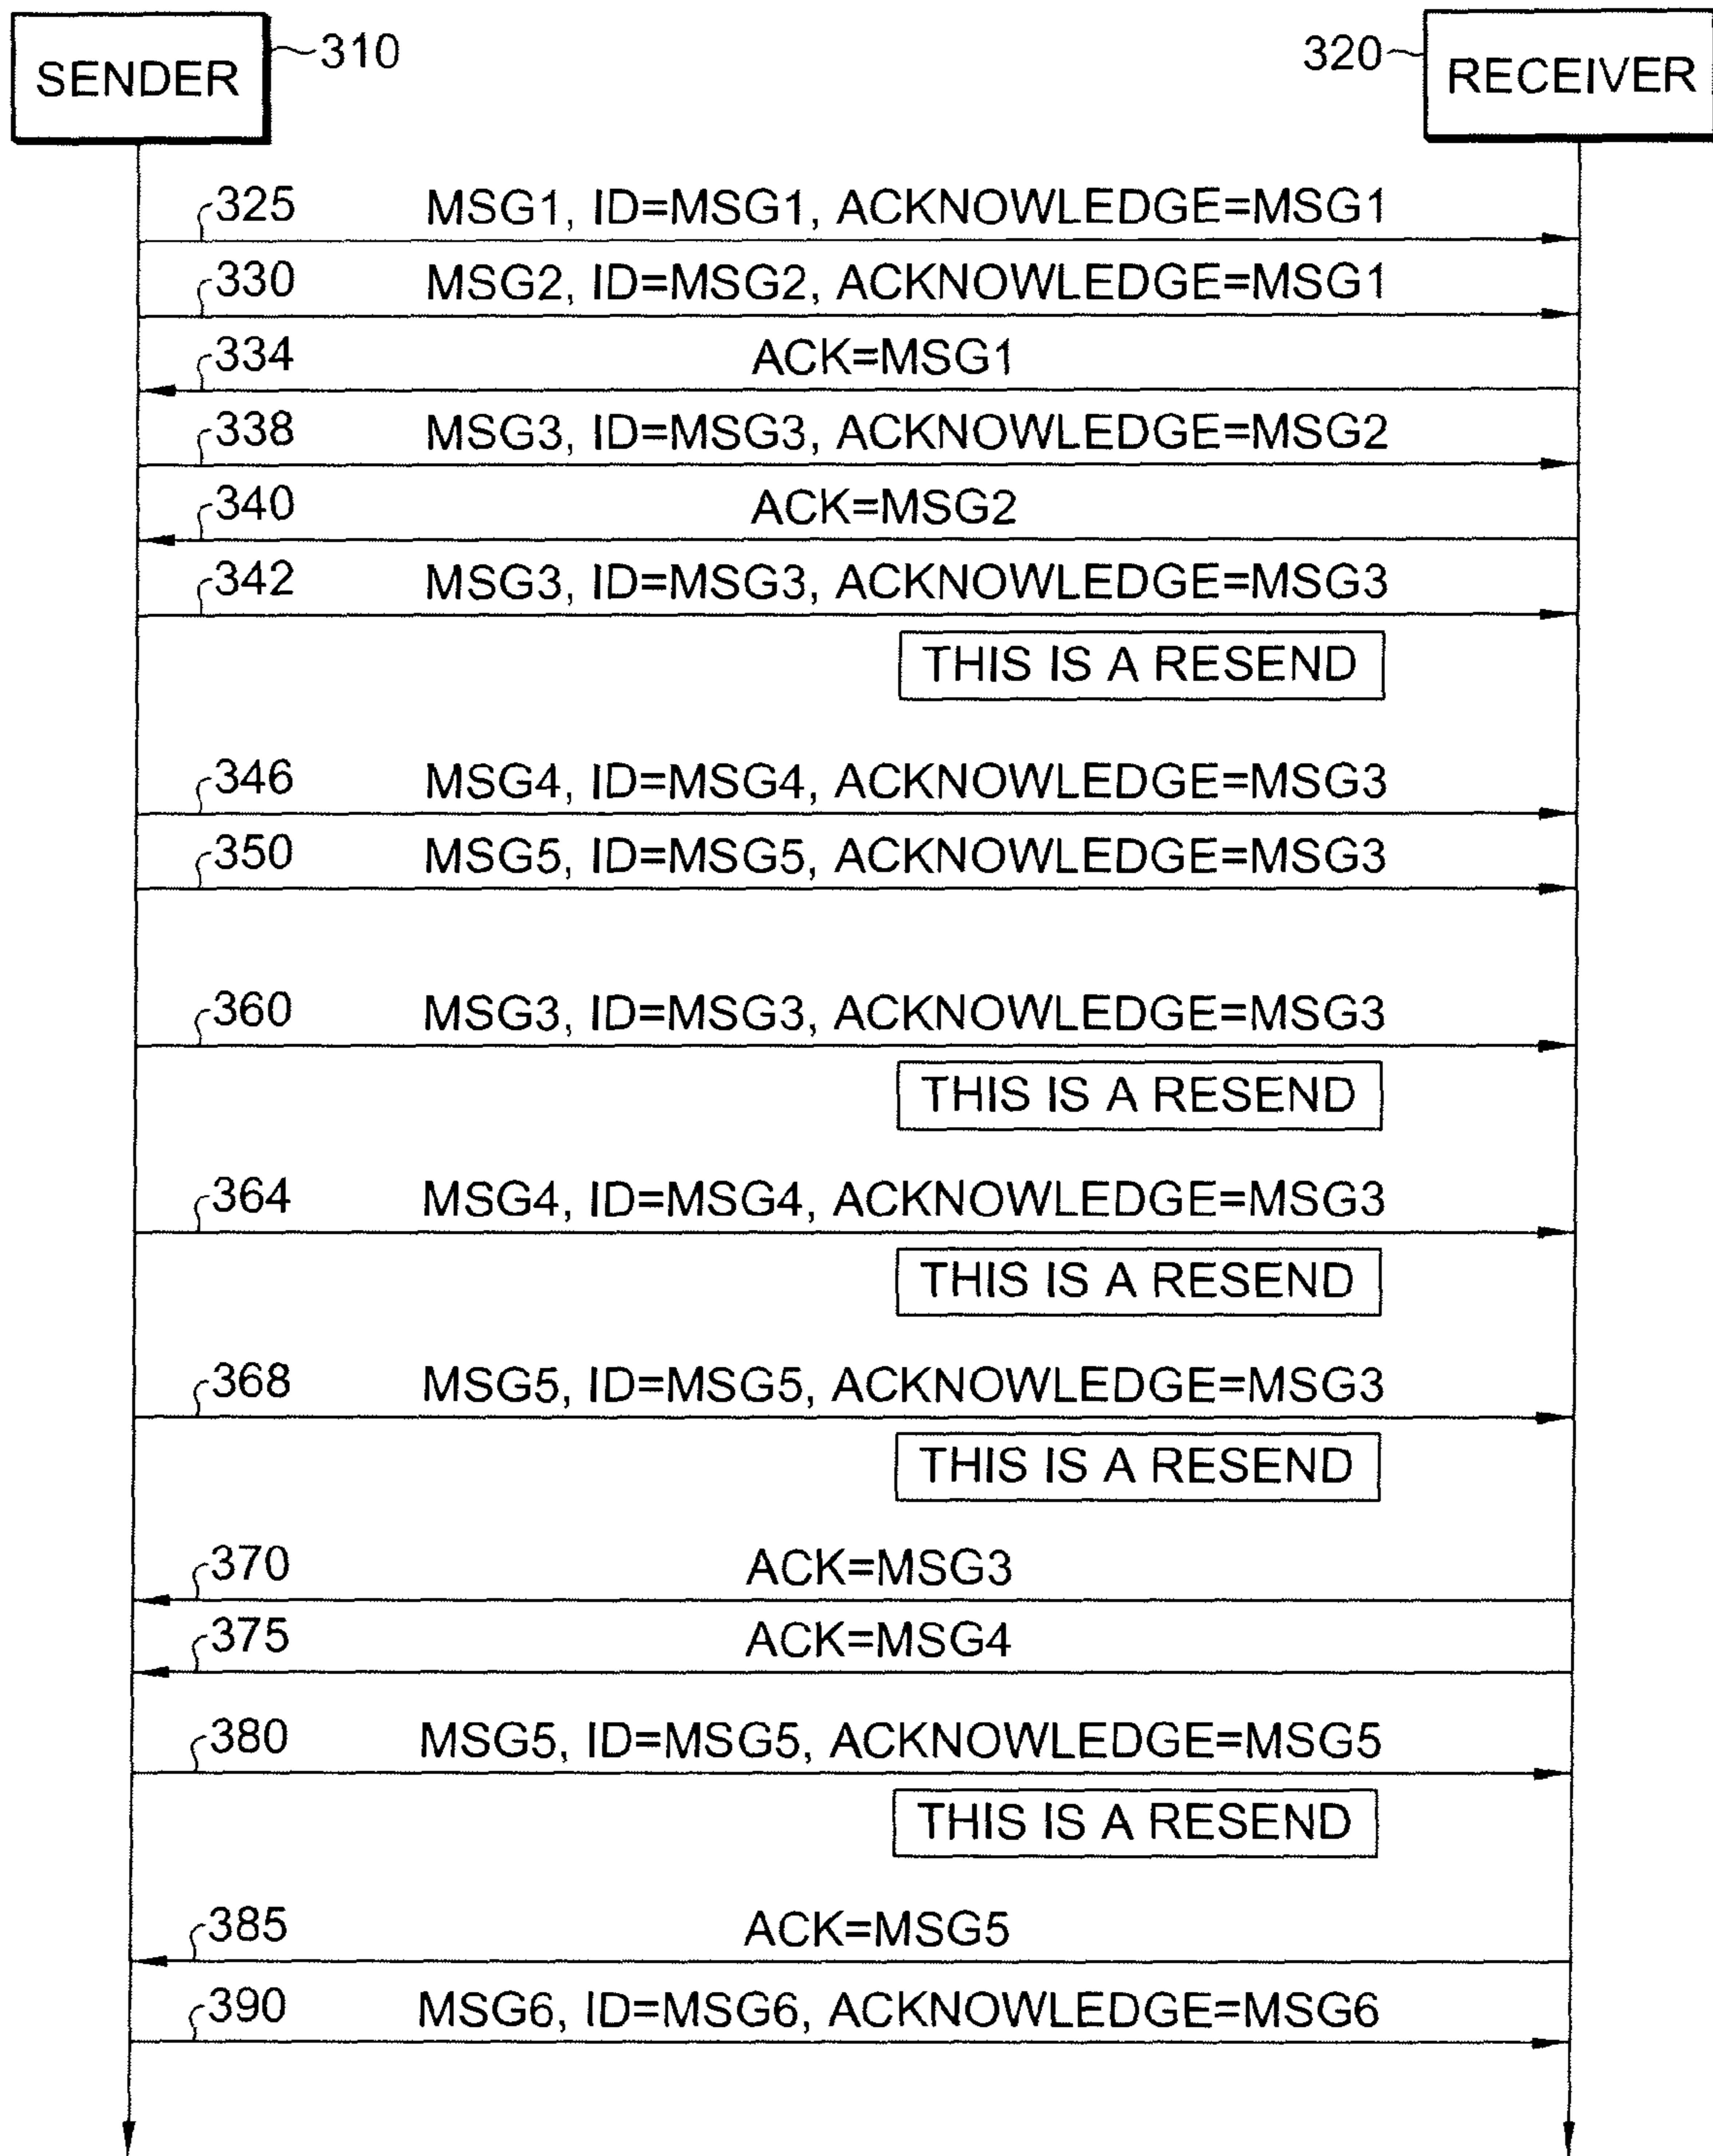 SENDER 310
320 RECEIVER
325 MSG1, ID=MSG1, ACKNOWLEDGE=MSG1
330 MSG2, ID=MSG2, ACKNOWLEDGE=MSG1
334 ACK=MSG1
338 MSG3, ID=MSG3, ACKNOWLEDGE=MSG2
340 ACK=MSG2
342 MSG3, ID=MSG3, ACKNOWLEDGE=MSG3
THIS IS A RESEND
346 MSG4, ID=MSG4, ACKNOWLEDGE=MSG3
350 MSG5, ID=MSG5, ACKNOWLEDGE=MSG3
360 MSG3, ID=MSG3, ACKNOWLEDGE=MSG3
THIS IS A RESEND
364 MSG4, ID=MSG4, ACKNOWLEDGE=MSG3
THIS IS A RESEND
368 MSG5, ID=MSG5, ACKNOWLEDGE=MSG3
THIS IS A RESEND
370 ACK=MSG3
375 ACK=MSG4
380 MSG5, ID=MSG5, ACKNOWLEDGE=MSG5
THIS IS A RESEND
385 ACK=MSG5
390 MSG6, ID=MSG6, ACKNOWLEDGE=MSG6